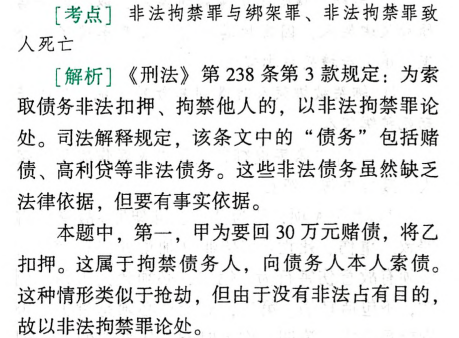 [考点] 非法拘禁罪与绑架罪、非法拘禁罪致
人死亡
[解析]《刑法》第 238 条第 3 款规定：为索
取债务非法扣押、拘禁他人的，以非法拘禁罪论
处。司法解释规定，该条文中的“债务”包括赌
债、高利贷等非法债务。这些非法债务虽然缺乏
法律依据，但要有事实依据。
本题中，第一，甲为要回 30 万元赌债，将乙
扣押。这属于拘禁债务人，向债务人本人索债。
这种情形类似于抢劫，但由于没有非法占有目的，
故以非法拘禁罪论处。